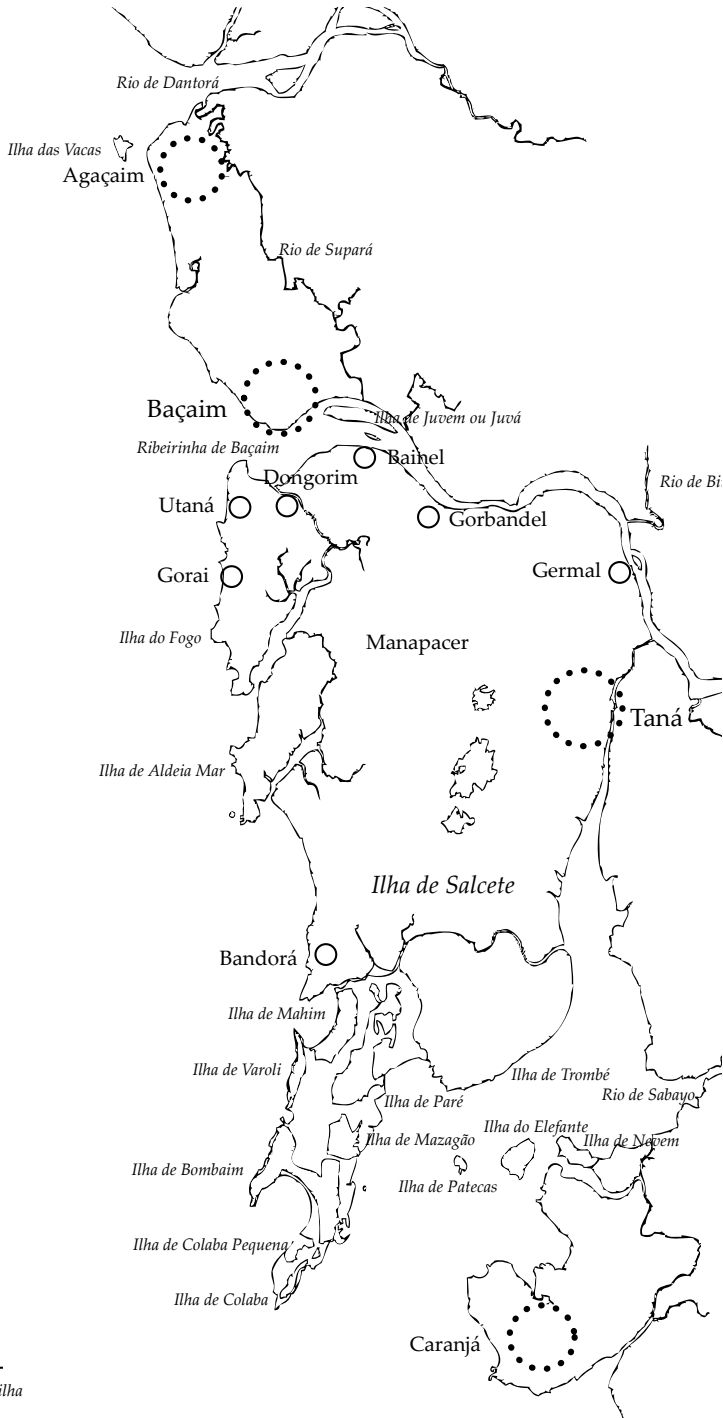 Rio de Dantorá
Ilha das Vacas
Agaçaim
Rio de Supará
Baçaim
Ilha de Juvem ou Juvá
Ribeirinha de Baçaim
Bainel
Dongorim
Rio de Bi
Utaná
Gorbandel
Gorai
Germal
Ilha do Fogo
Manapacer
Taná
Ilha de Aldeia Mar
Ilha de Salcete
Bandorá
Ilha de Mahim
Ilha de Varoli
Ilha de Trombé
Rio de Sabayo
Ilha de Paré
Ilha do Elefante
Ilha de Mazagão
Ilha de Nevem
Ilha de Bombaim
Ilha de Patecas
Ilha de Colaba Pequena
Ilha de Colaba
Caranjá
ilha